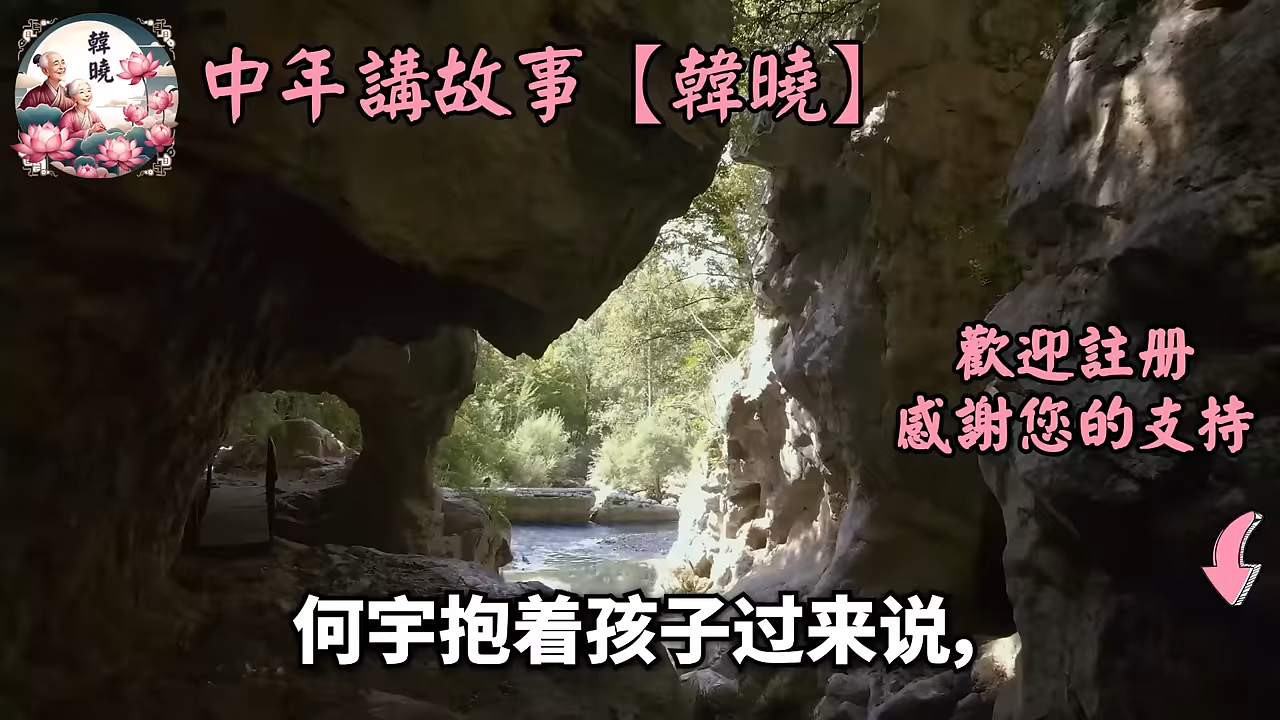 韓
曉
中年講故事【韓曉】
歡迎註册
感謝您的支持
何宇抱着孩子过来说,